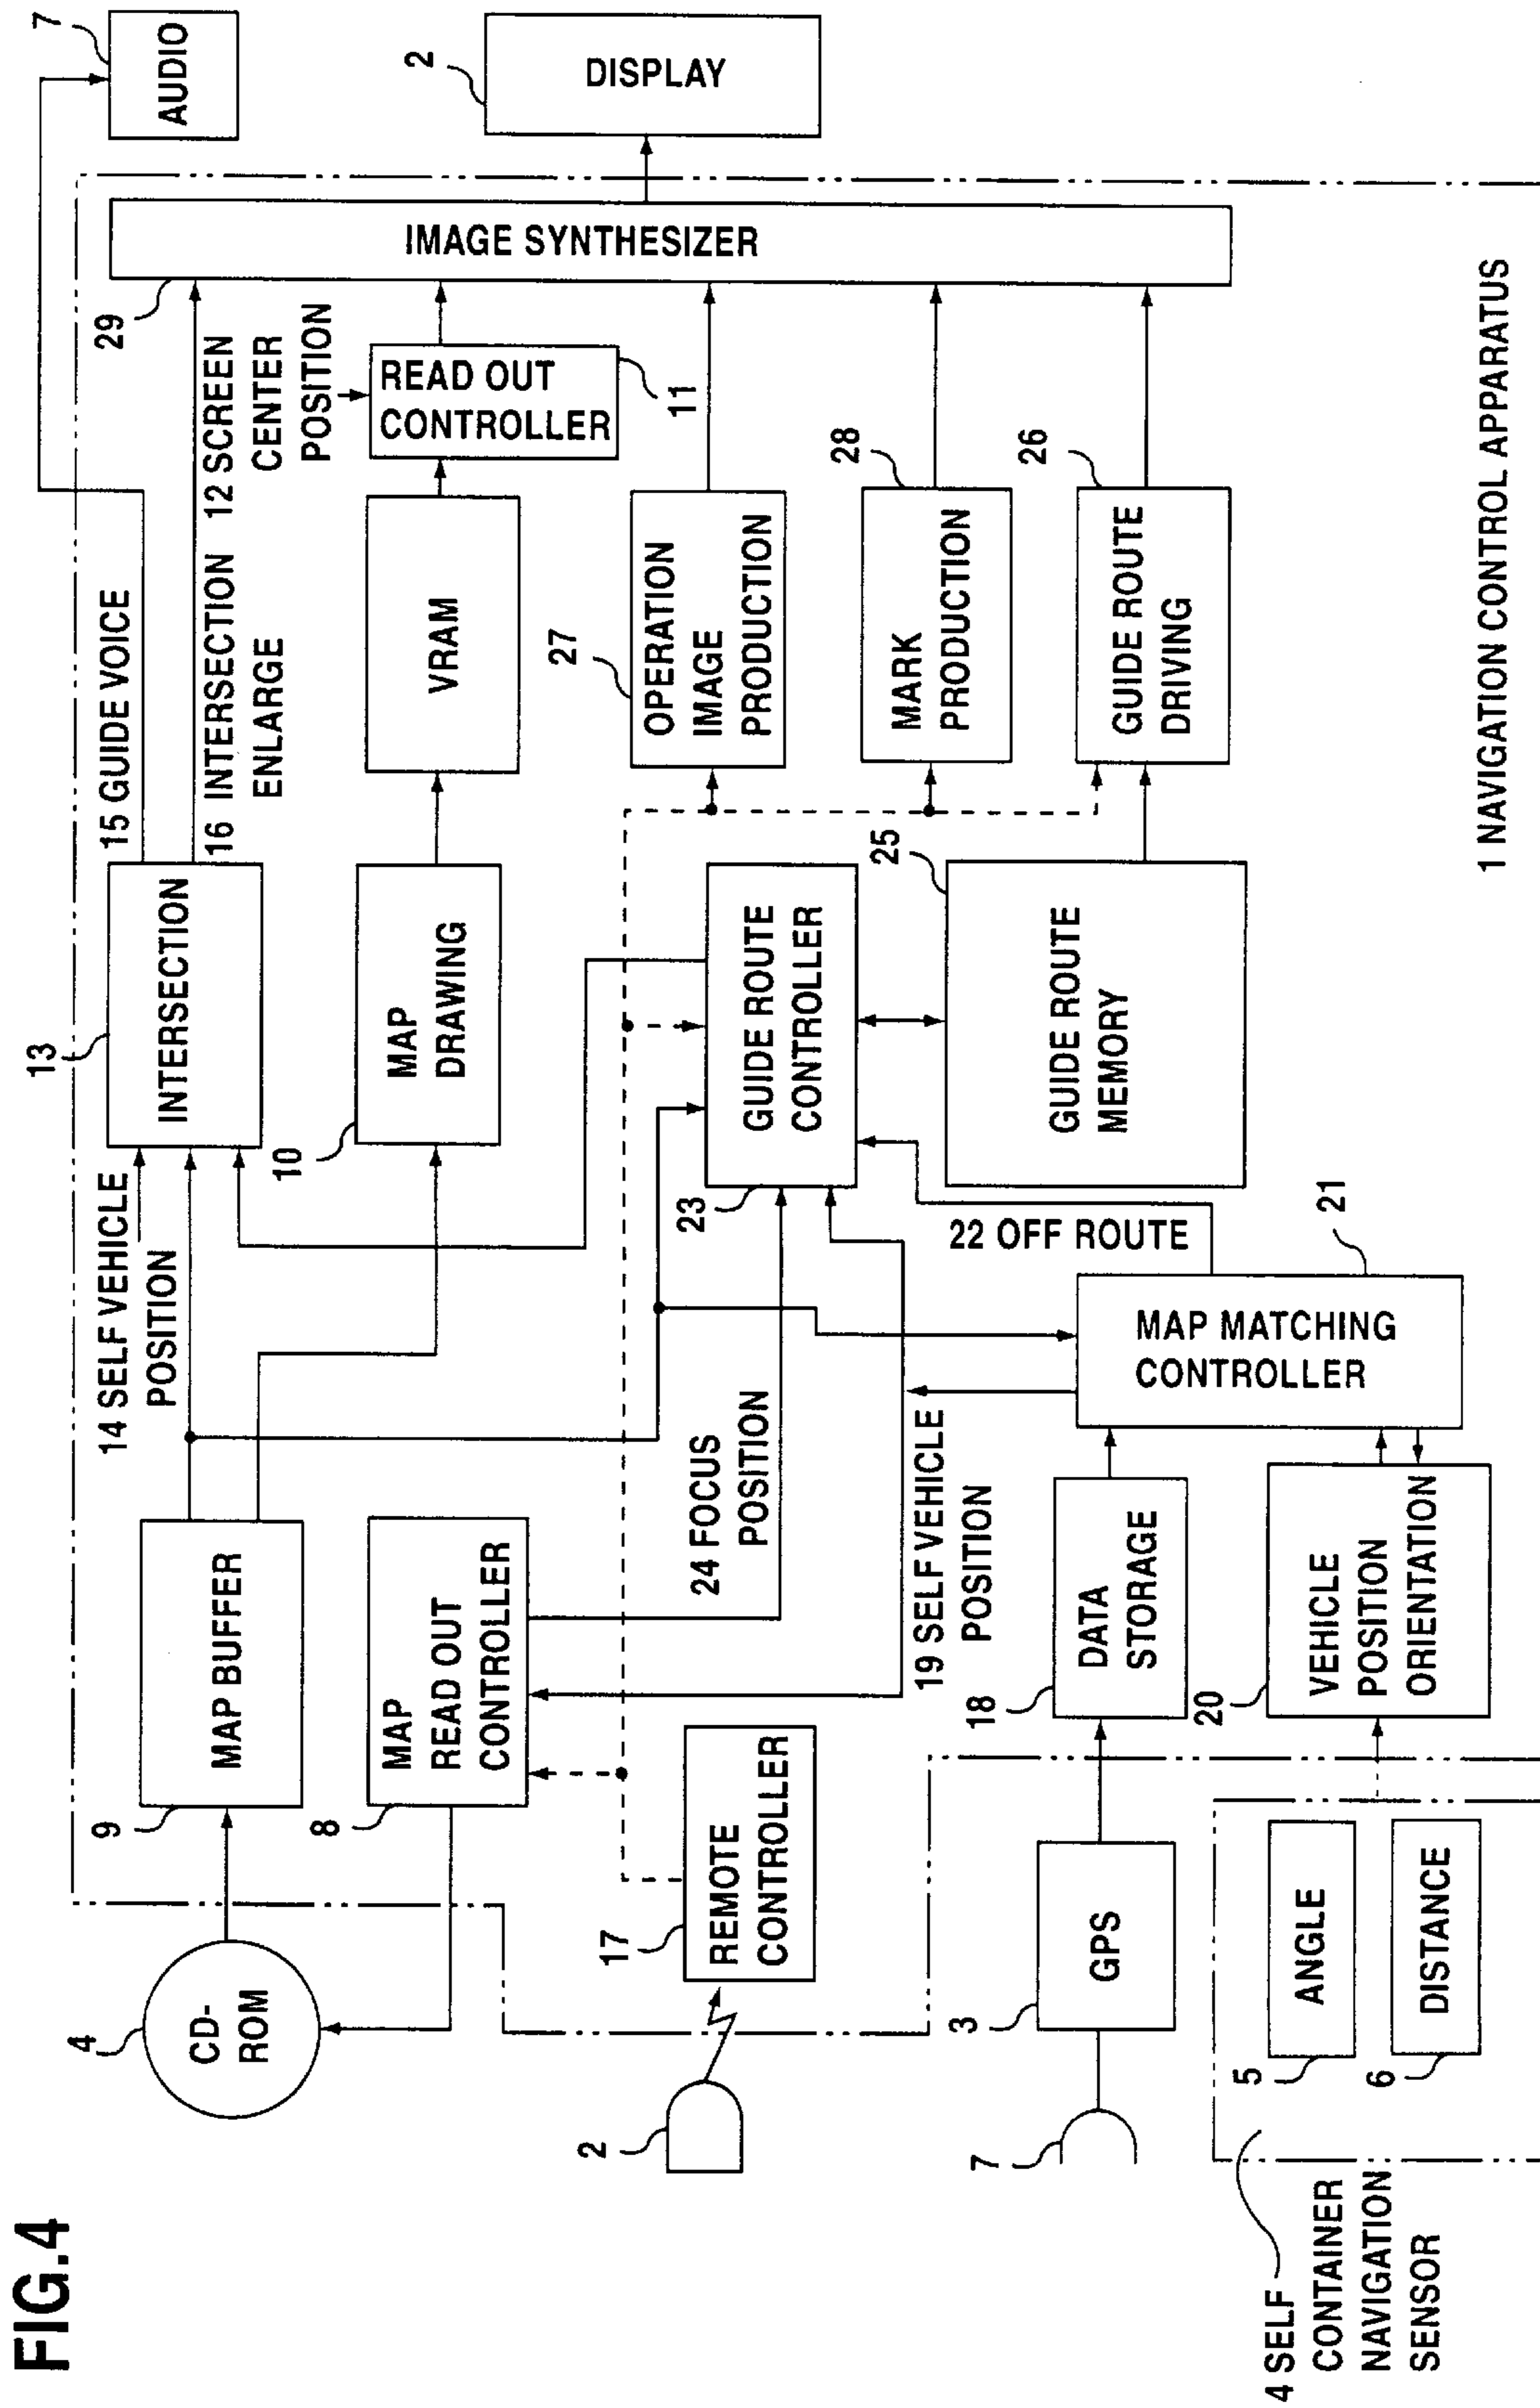 FIG.4
4
CD-
ROM
9
MAP BUFFER
14 SELF VEHICLE
POSITION
13
INTERSECTION
15 GUIDE VOICE
16 INTERSECTION
ENLARGE
12 SCREEN
CENTER
POSITION
29
IMAGE SYNTHESIZER
7
AUDIO
2
DISPLAY
8
MAP
READ OUT
CONTROLLER
10
MAP
DRAWING
VRAM
READ OUT
CONTROLLER
11
2
17
REMOTE
CONTROLLER
24 FOCUS
POSITION
23
GUIDE ROUTE
CONTROLLER
27
OPERATION
IMAGE
PRODUCTION
28
MARK
PRODUCTION
25
GUIDE ROUTE
MEMORY
26
GUIDE ROUTE
DRIVING
19 SELF VEHICLE
POSITION
22 OFF ROUTE
7
3
GPS
18
DATA
STORAGE
21
MAP MATCHING
CONTROLLER
20
VEHICLE
POSITION
ORIENTATION
4 SELF
CONTAINER
NAVIGATION
SENSOR
5
ANGLE
6
DISTANCE
1 NAVIGATION CONTROL APPARATUS